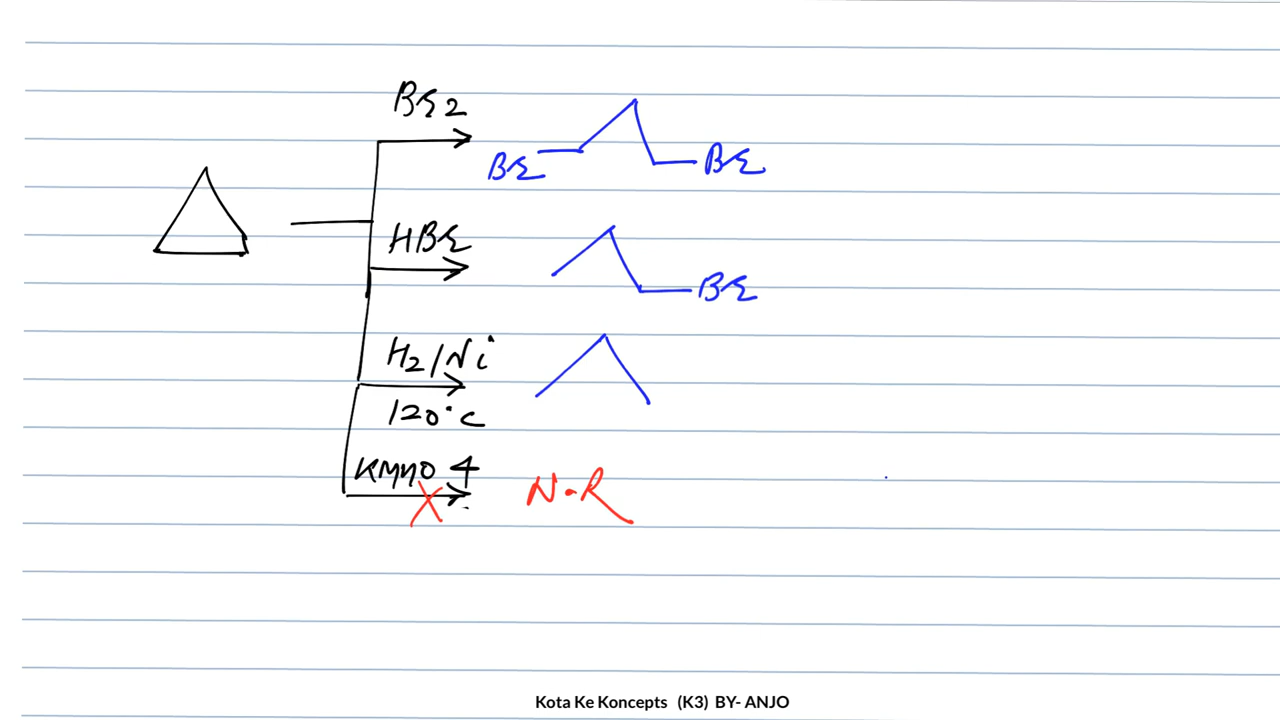 Br2
Br
Br
HBr
Br
H2/Ni
120°C
KMnO4
X
N-R
Kota Ke Koncepts (K3) BY- ANJO